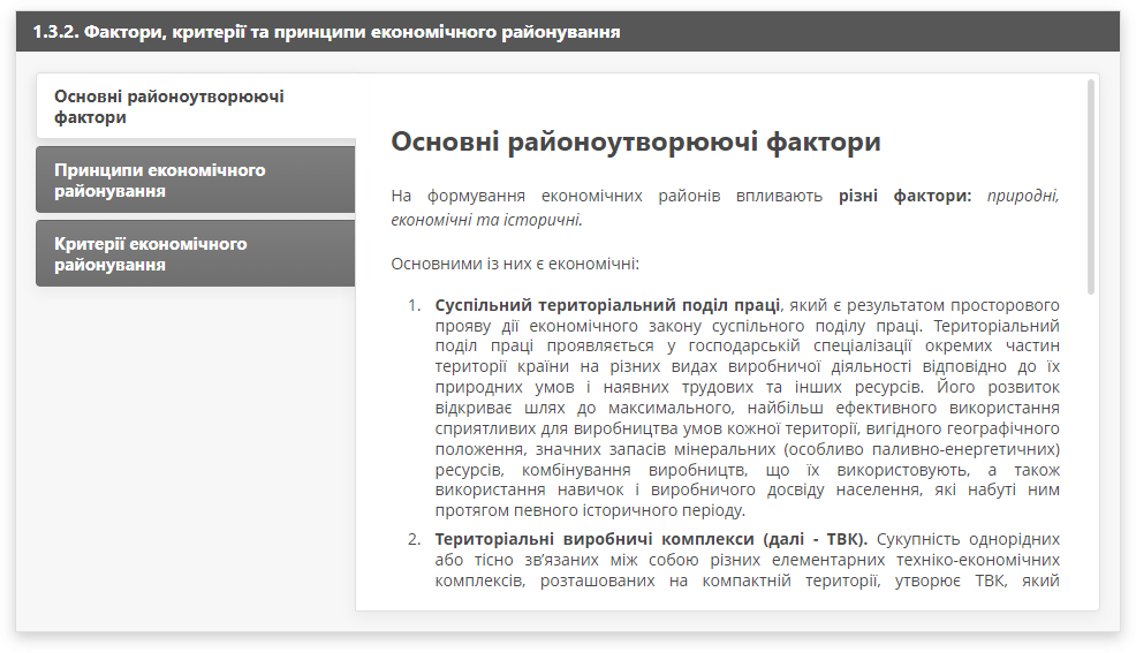 1.3.2. Фактори, критерії та принципи економічного районування
Основні районоутворюючі
фактори
Принципи економічного
районування
Критерії економічного
районування
Основні районоутворюючі фактори
На формування економічних районів впливають різні фактори: природні,
економічні та історичні.
Основними із них є економічні:
1. Суспільний територіальний поділ праці, який є результатом просторового
прояву дії економічного закону суспільного поділу праці. Територіальний
поділ праці проявляється у господарській спеціалізації окремих частин
території країни на різних видах виробничої діяльності відповідно до їх
природних умов і наявних трудових та інших ресурсів. Його розвиток
відкриває шлях до максимального, найбільш ефективного використання
сприятливих для виробництва умов кожної території, вигідного географічного
положення, значних запасів мінеральних (особливо паливно-енергетичних)
ресурсів, комбінування виробництв, що їх використовують, а також
використання навичок і виробничого досвіду населення, які набуті ним
протягом певного історичного періоду.
2. Територіальні виробничі комплекси (далі - ТВК). Сукупність однорідних
або тісно зв’язаних між собою різних елементарних техніко-економічних
комплексів, розташованих на компактній території, утворює ТВК, який